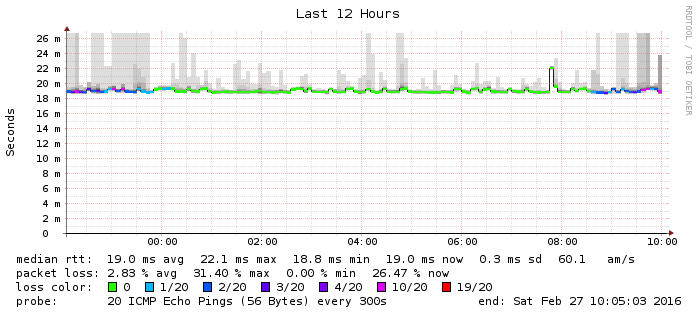 Last 12 Hours
RRDTOOL / TOBI OETIKER
Seconds
26 m
24 m
22 m
20 m
18 m
16 m
14 m
12 m
10 m
8 m
6 m
4 m
2 m
0
00:00 02:00 04:00 06:00 08:00 10:00
median rtt: 19.0 ms avg 22.1 ms max 18.8 ms min 19.0 ms now 0.3 ms sd 60.1 am/s
packet loss: 2.83 % avg 31.40 % max 0.00 % min 26.47 % now
loss color: 0 1/20 2/20 3/20 4/20 10/20 19/20
probe: 20 ICMP Echo Pings (56 Bytes) every 300s end: Sat Feb 27 10:05:03 2016